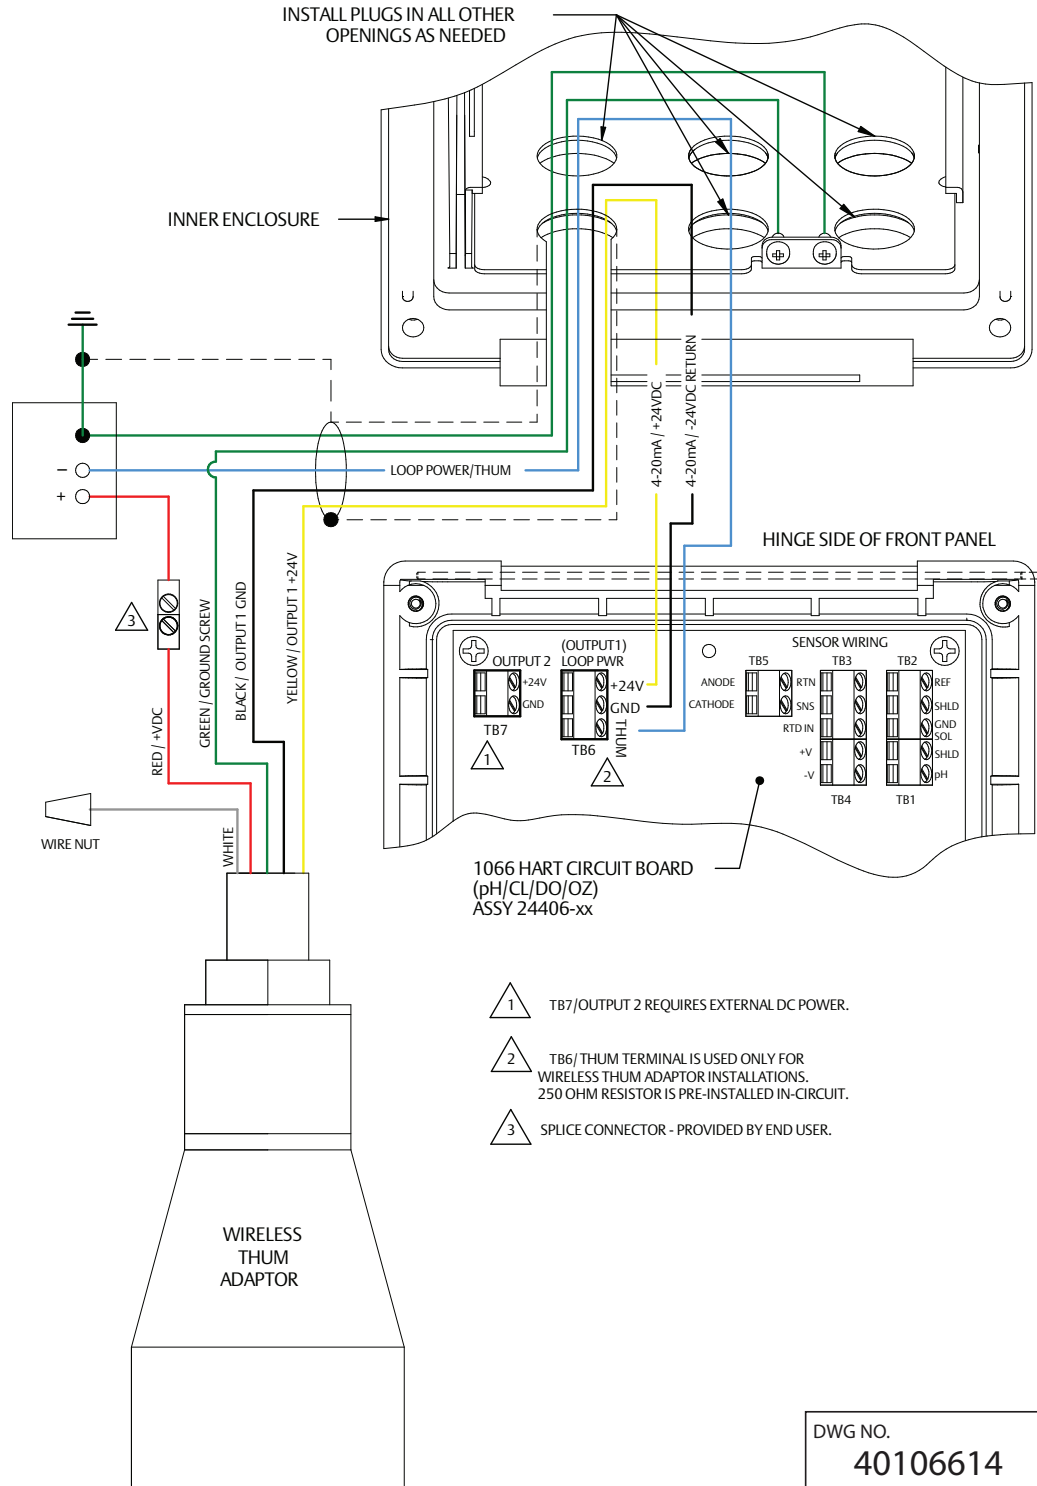 INSTALL PLUGS IN ALL OTHER
OPENINGS AS NEEDED
INNER ENCLOSURE
4-20mA / +24VDC
4-20mA / -24VDC RETURN
−
+
LOOP POWER/THUM
HINGE SIDE OF FRONT PANEL
3
RED / +VDC
GREEN / GROUND SCREW
BLACK / OUTPUT 1 GND
YELLOW / OUTPUT 1 +24V
WHITE
WIRE NUT
OUTPUT 2
+24V
GND
TB7
1
(OUTPUT1)
LOOP PWR
+24V
GND
THUM
TB6
2
SENSOR WIRING
TB5
ANODE
CATHODE
TB3
RTN
SNS
RTD IN
+V
-V
TB4
TB2
REF
SHLD
GND
SOL
SHLD
pH
TB1
1066 HART CIRCUIT BOARD
(pH/CL/DO/OZ)
ASSY 24406-xx
1 TB7/OUTPUT 2 REQUIRES EXTERNAL DC POWER.
2 TB6/ THUM TERMINAL IS USED ONLY FOR
WIRELESS THUM ADAPTOR INSTALLATIONS.
250 OHM RESISTOR IS PRE-INSTALLED IN-CIRCUIT.
3 SPLICE CONNECTOR - PROVIDED BY END USER.
WIRELESS
THUM
ADAPTOR
DWG NO.
40106614